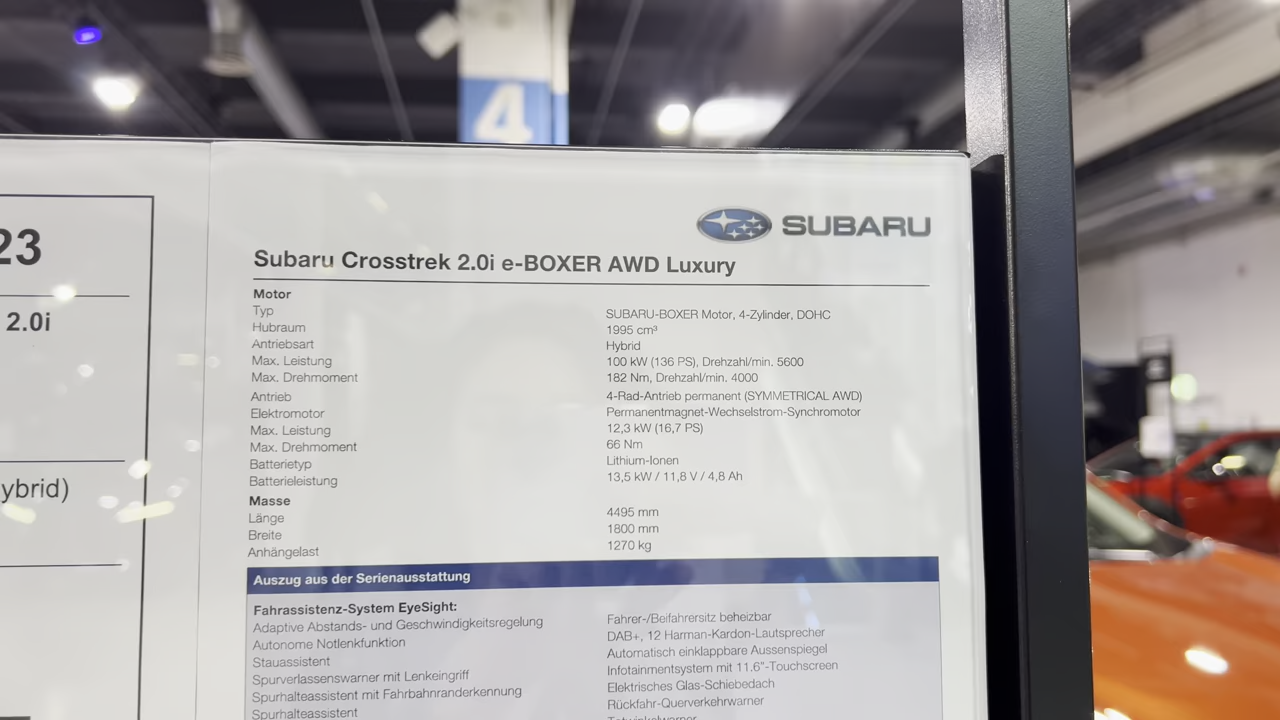 4
23
2.0i
ybrid)
SUBARU
Subaru Crosstrek 2.0i e-BOXER AWD Luxury
Motor
Typ SUBARU-BOXER Motor, 4-Zylinder, DOHC
Hubraum 1995 cm³
Antriebsart Hybrid
Max. Leistung 100 kW (136 PS), Drehzahl/min. 5600
Max. Drehmoment 182 Nm, Drehzahl/min. 4000
Antrieb 4-Rad-Antrieb permanent (SYMMETRICAL AWD)
Elektromotor Permanentmagnet-Wechselstrom-Synchromotor
Max. Leistung 12,3 kW (16,7 PS)
Max. Drehmoment 66 Nm
Batterietyp Lithium-Ionen
Batterieleistung 13,5 kW / 11,8 V / 4,8 Ah
Masse
Länge 4495 mm
Breite 1800 mm
Anhängelast 1270 kg
Auszug aus der Serienausstattung
Fahrassistenz-System EyeSight:
Adaptive Abstands- und Geschwindigkeitsregelung Fahrer-/Beifahrersitz beheizbar
Autonome Notlenkfunktion DAB+, 12 Harman-Kardon-Lautsprecher
Stauassistent Automatisch einklappbare Aussenspiegel
Spurverlassenswarner mit Lenkeingriff Infotainmentsystem mit 11.6"-Touchscreen
Spurhalteassistent mit Fahrbahnranderkennung Elektrisches Glas-Schiebedach
Spurhalteassistent Rückfahr-Querverkehrwarner